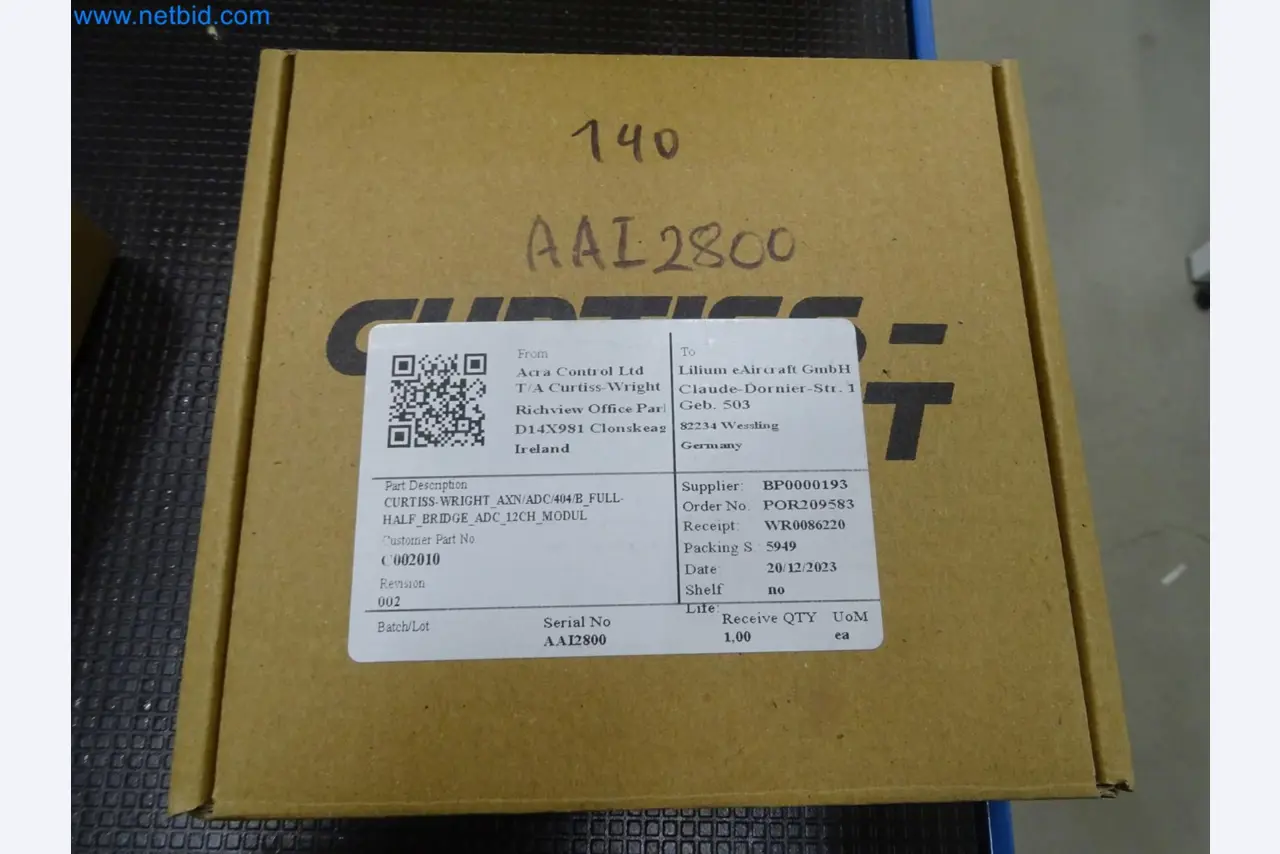 www.netbid.com
140
AAI2800
CURTISS-
T
From
Acra Control Ltd
T/A Curtiss-Wright
Richview Office Parl
D14X981 Clonskeag
Ireland
To
Lilium eAircraft GmbH
Claude-Dornier-Str. 1
Geb. 503
82234 Wessling
Germany
Part Description
CURTISS-WRIGHT_AXN/ADC/404/B_FULL-
HALF_BRIDGE_ADC_12CH_MODUL
Customer Part No
C002010
Revision
002
Supplier: BP0000193
Order No: POR209583
Receipt: WR0086220
Packing S 5949
Date: 20/12/2023
Shelf no
Life:
Batch/Lot
Serial No
AAI2800
Receive QTY UoM
1,00 ea